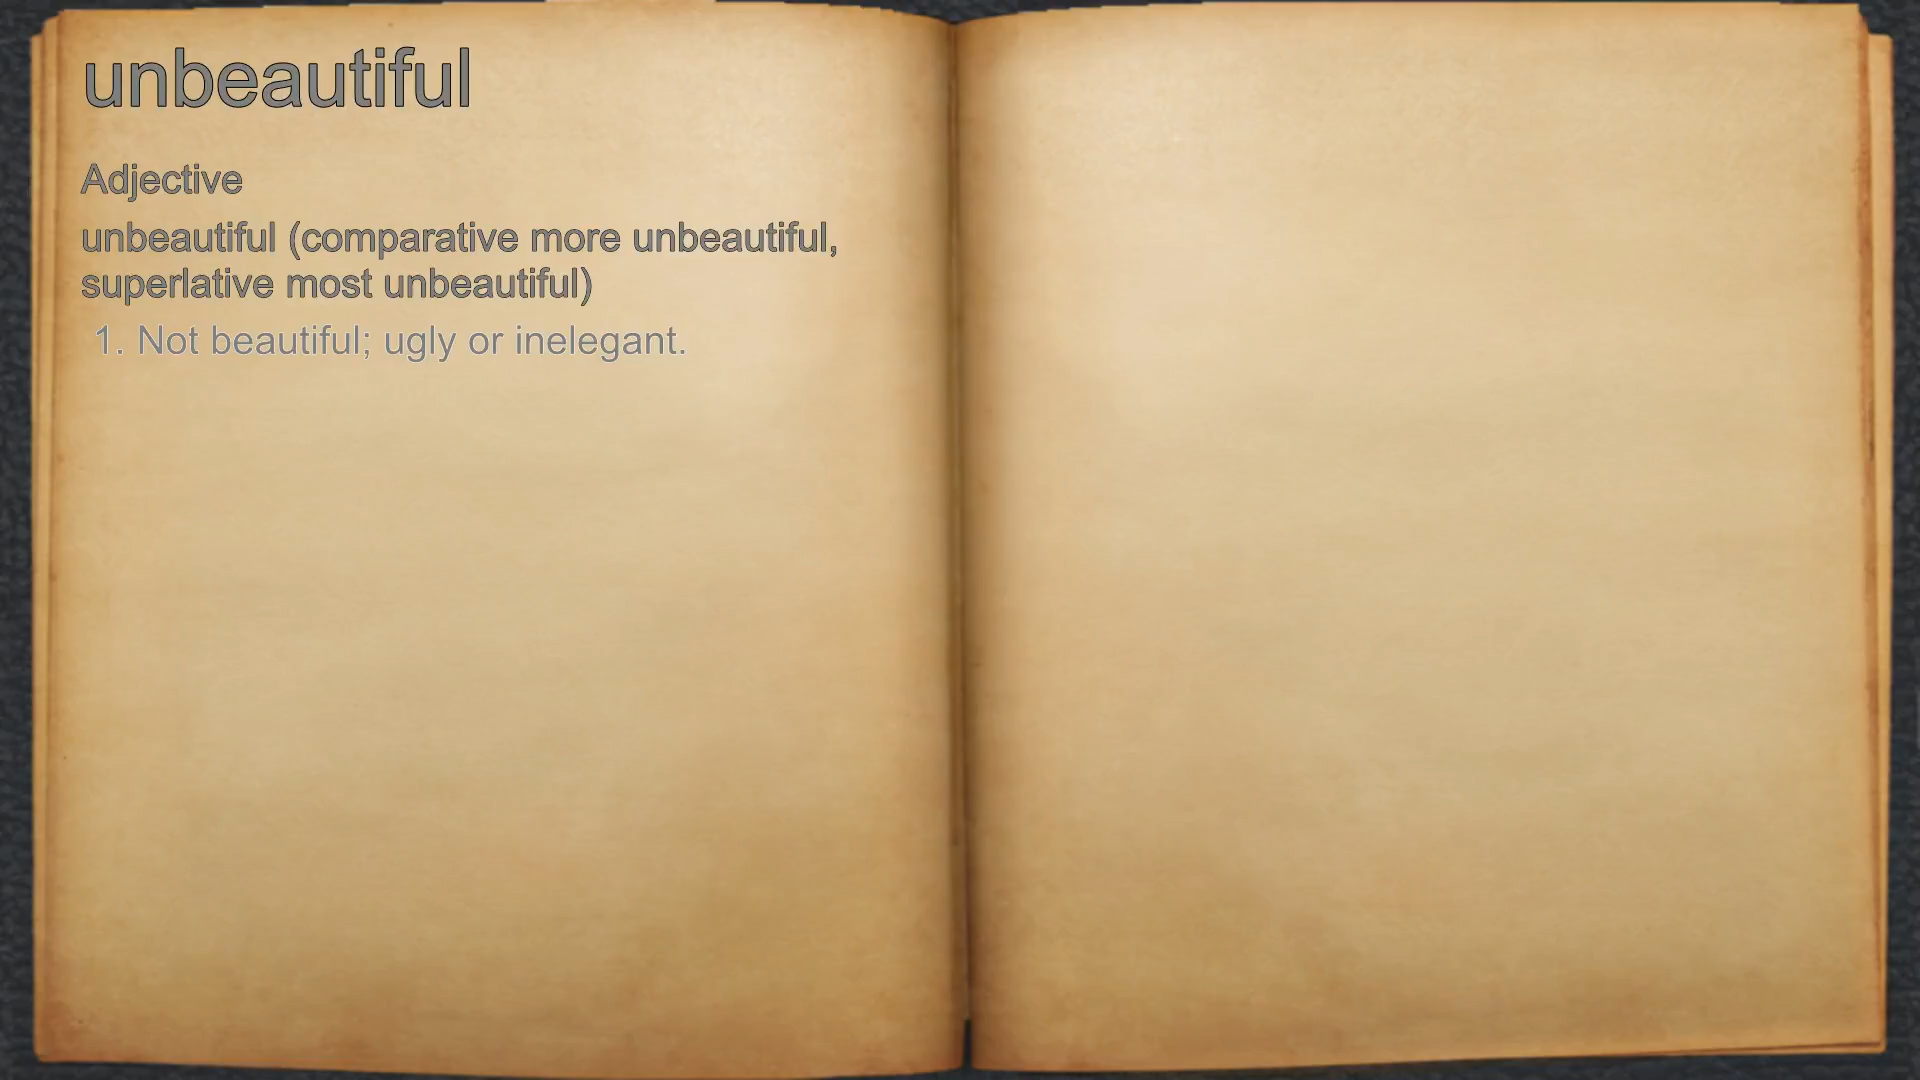 unbeautiful
Adjective
unbeautiful (comparative more unbeautiful,
superlative most unbeautiful)
1. Not beautiful; ugly or inelegant.